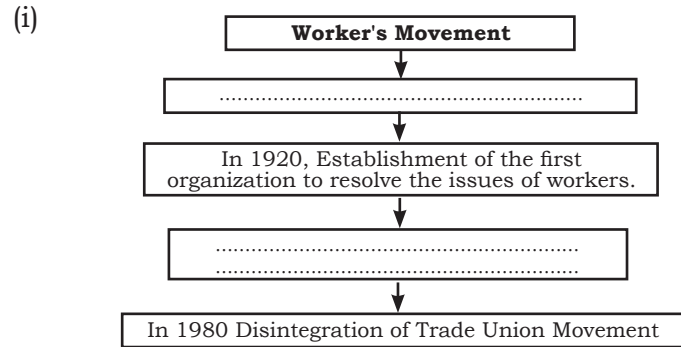 (i)
Worker's Movement
............................................................
In 1920, Establishment of the first
organization to resolve the issues of workers.
............................................................
............................................................
In 1980 Disintegration of Trade Union Movement